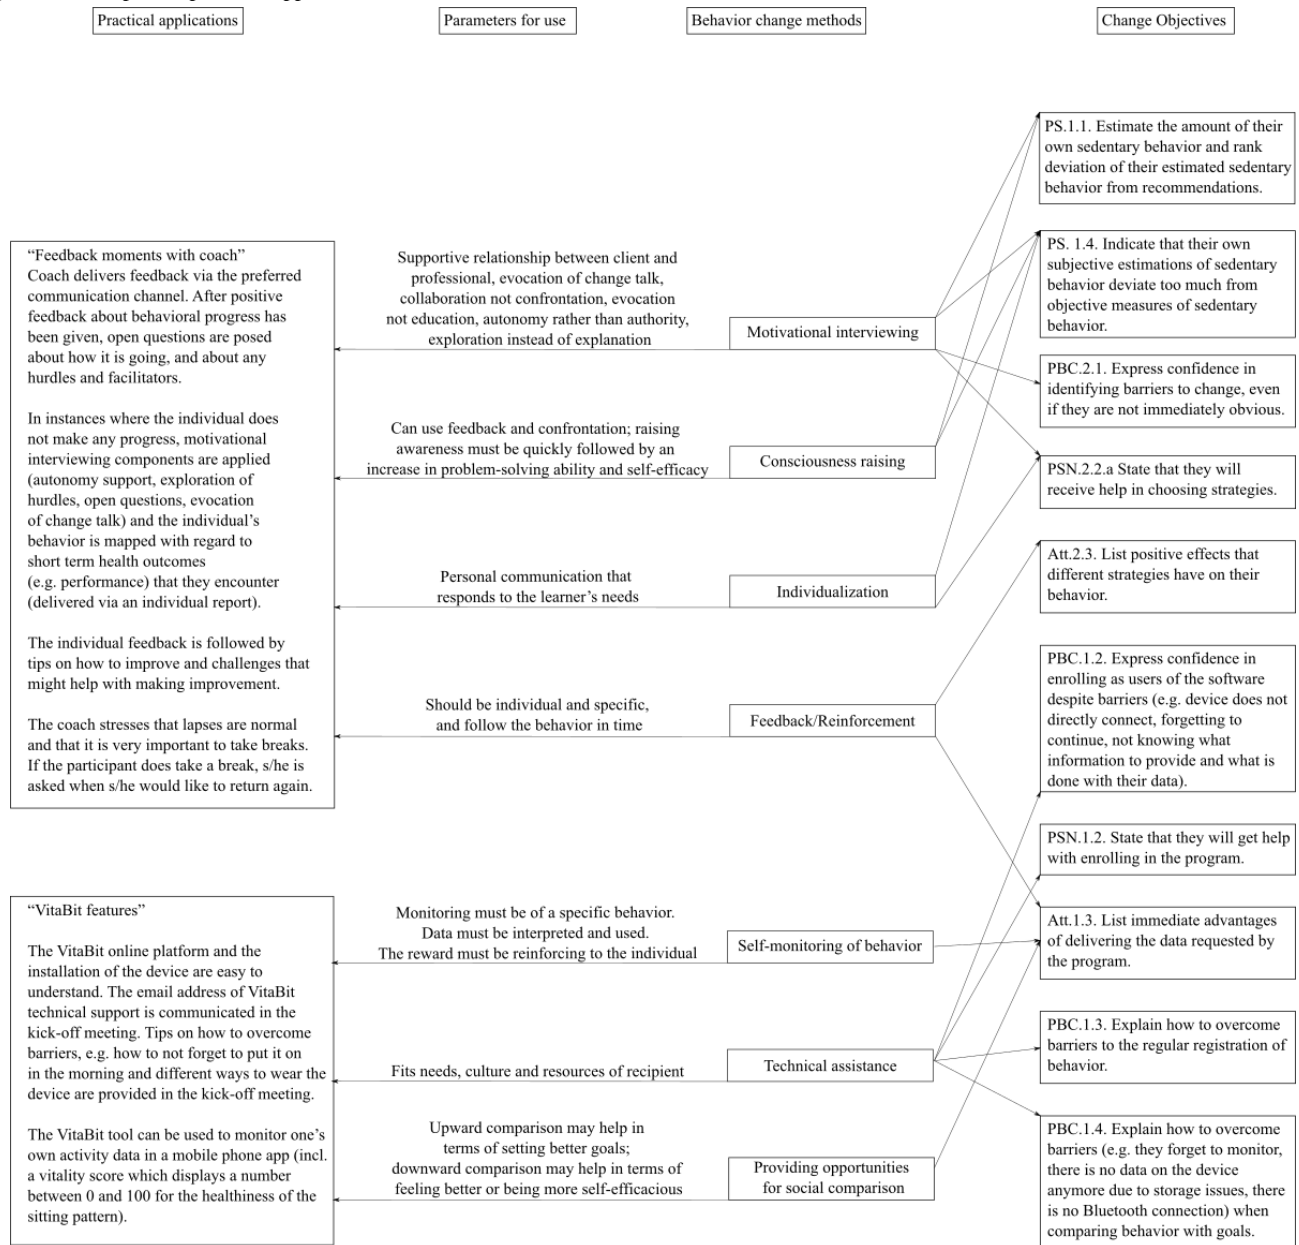 Practical applications
Parameters for use
Behavior change methods
Change Objectives
“Feedback moments with coach”
Coach delivers feedback via the preferred
communication channel. After positive
feedback about behavioral progress has
been given, open questions are posed
about how it is going, and about any
hurdles and facilitators.
In instances where the individual does
not make any progress, motivational
interviewing components are applied
(autonomy support, exploration of
hurdles, open questions, evocation
of change talk) and the individual’s
behavior is mapped with regard to
short term health outcomes
(e.g. performance) that they encounter
(delivered via an individual report).
The individual feedback is followed by
tips on how to improve and challenges that
might help with making improvement.
The coach stresses that lapses are normal
and that it is very important to take breaks.
If the participant does take a break, s/he is
asked when s/he would like to return again.
“VitaBit features”
The VitaBit online platform and the
installation of the device are easy to
understand. The email address of VitaBit
technical support is communicated in the
kick-off meeting. Tips on how to overcome
barriers, e.g. how to not forget to put it on
in the morning and different ways to wear the
device are provided in the kick-off meeting.
The VitaBit tool can be used to monitor one’s
own activity data in a mobile phone app (incl.
a vitality score which displays a number
between 0 and 100 for the healthiness of the
sitting pattern).
Supportive relationship between client and
professional, evocation of change talk,
collaboration not confrontation, evocation
not education, autonomy rather than authority,
exploration instead of explanation
Can use feedback and confrontation; raising
awareness must be quickly followed by an
increase in problem-solving ability and self-efficacy
Personal communication that
responds to the learner’s needs
Should be individual and specific,
and follow the behavior in time
Monitoring must be of a specific behavior.
Data must be interpreted and used.
The reward must be reinforcing to the individual
Fits needs, culture and resources of recipient
Upward comparison may help in
terms of setting better goals;
downward comparison may help in terms of
feeling better or being more self-efficacious
Motivational interviewing
Consciousness raising
Individualization
Feedback/Reinforcement
Self-monitoring of behavior
Technical assistance
Providing opportunities
for social comparison
PS.1.1. Estimate the amount of their
own sedentary behavior and rank
deviation of their estimated sedentary
behavior from recommendations.
PS. 1.4. Indicate that their own
subjective estimations of sedentary
behavior deviate too much from
objective measures of sedentary
behavior.
PBC.2.1. Express confidence in
identifying barriers to change, even
if they are not immediately obvious.
PSN.2.2.a State that they will
receive help in choosing strategies.
Att.2.3. List positive effects that
different strategies have on their
behavior.
PBC.1.2. Express confidence in
enrolling as users of the software
despite barriers (e.g. device does not
directly connect, forgetting to
continue, not knowing what
information to provide and what is
done with their data).
PSN.1.2. State that they will get help
with enrolling in the program.
Att.1.3. List immediate advantages
of delivering the data requested by
the program.
PBC.1.3. Explain how to overcome
barriers to the regular registration of
behavior.
PBC.1.4. Explain how to overcome
barriers (e.g. they forget to monitor,
there is no data on the device
anymore due to storage issues, there
is no Bluetooth connection) when
comparing behavior with goals.